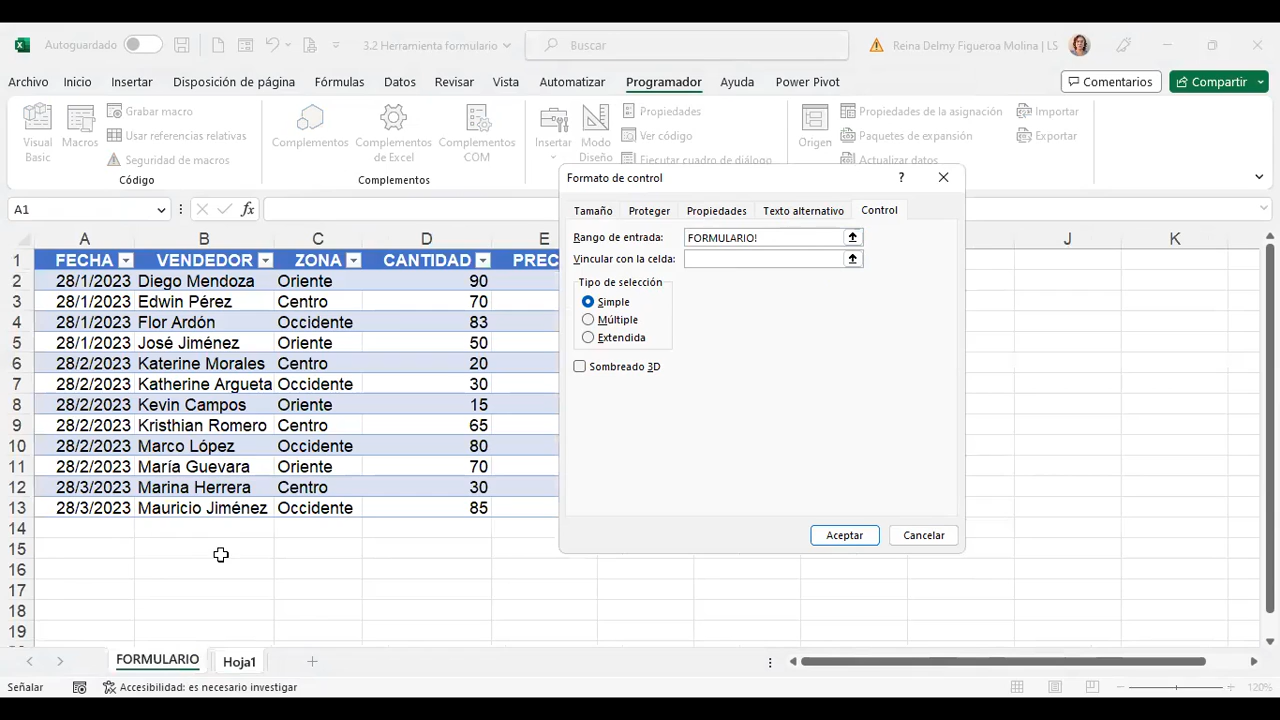 Autoguardado 3.2 Herramienta formulario Buscar Reina Delmy Figueroa Molina | LS
Archivo Inicio Insertar Disposición de página Fórmulas Datos Revisar Vista Automatizar Programador Ayuda Power Pivot Comentarios Compartir
Visual Basic
Macros
Grabar macro
Usar referencias relativas
Seguridad de macros
Código
Complementos
Complementos de Excel
Complementos COM
Complementos
Insertar
Modo Diseño
Propiedades
Ver código
Ejecutar cuadro de diálogo
Origen
Propiedades de la asignación
Paquetes de expansión
Actualizar datos
Importar
Exportar
A1 fx
Formato de control ?
Tamaño Proteger Propiedades Texto alternativo Control
Rango de entrada: FORMULARIO!
Vincular con la celda:
Tipo de selección
Simple
Múltiple
Extendida
Sombreado 3D
Aceptar Cancelar
A B C D E J K
1 FECHA VENDEDOR ZONA CANTIDAD PREC
2 28/1/2023 Diego Mendoza Oriente 90
3 28/1/2023 Edwin Pérez Centro 70
4 28/1/2023 Flor Ardón Occidente 83
5 28/1/2023 José Jiménez Oriente 50
6 28/2/2023 Katerine Morales Centro 20
7 28/2/2023 Katherine Argueta Occidente 30
8 28/2/2023 Kevin Campos Oriente 15
9 28/2/2023 Kristhian Romero Centro 65
10 28/2/2023 Marco López Occidente 80
11 28/2/2023 María Guevara Oriente 70
12 28/3/2023 Marina Herrera Centro 30
13 28/3/2023 Mauricio Jiménez Occidente 85
14
15
16
17
18
19
FORMULARIO Hoja1
Señalar Accesibilidad: es necesario investigar 120%